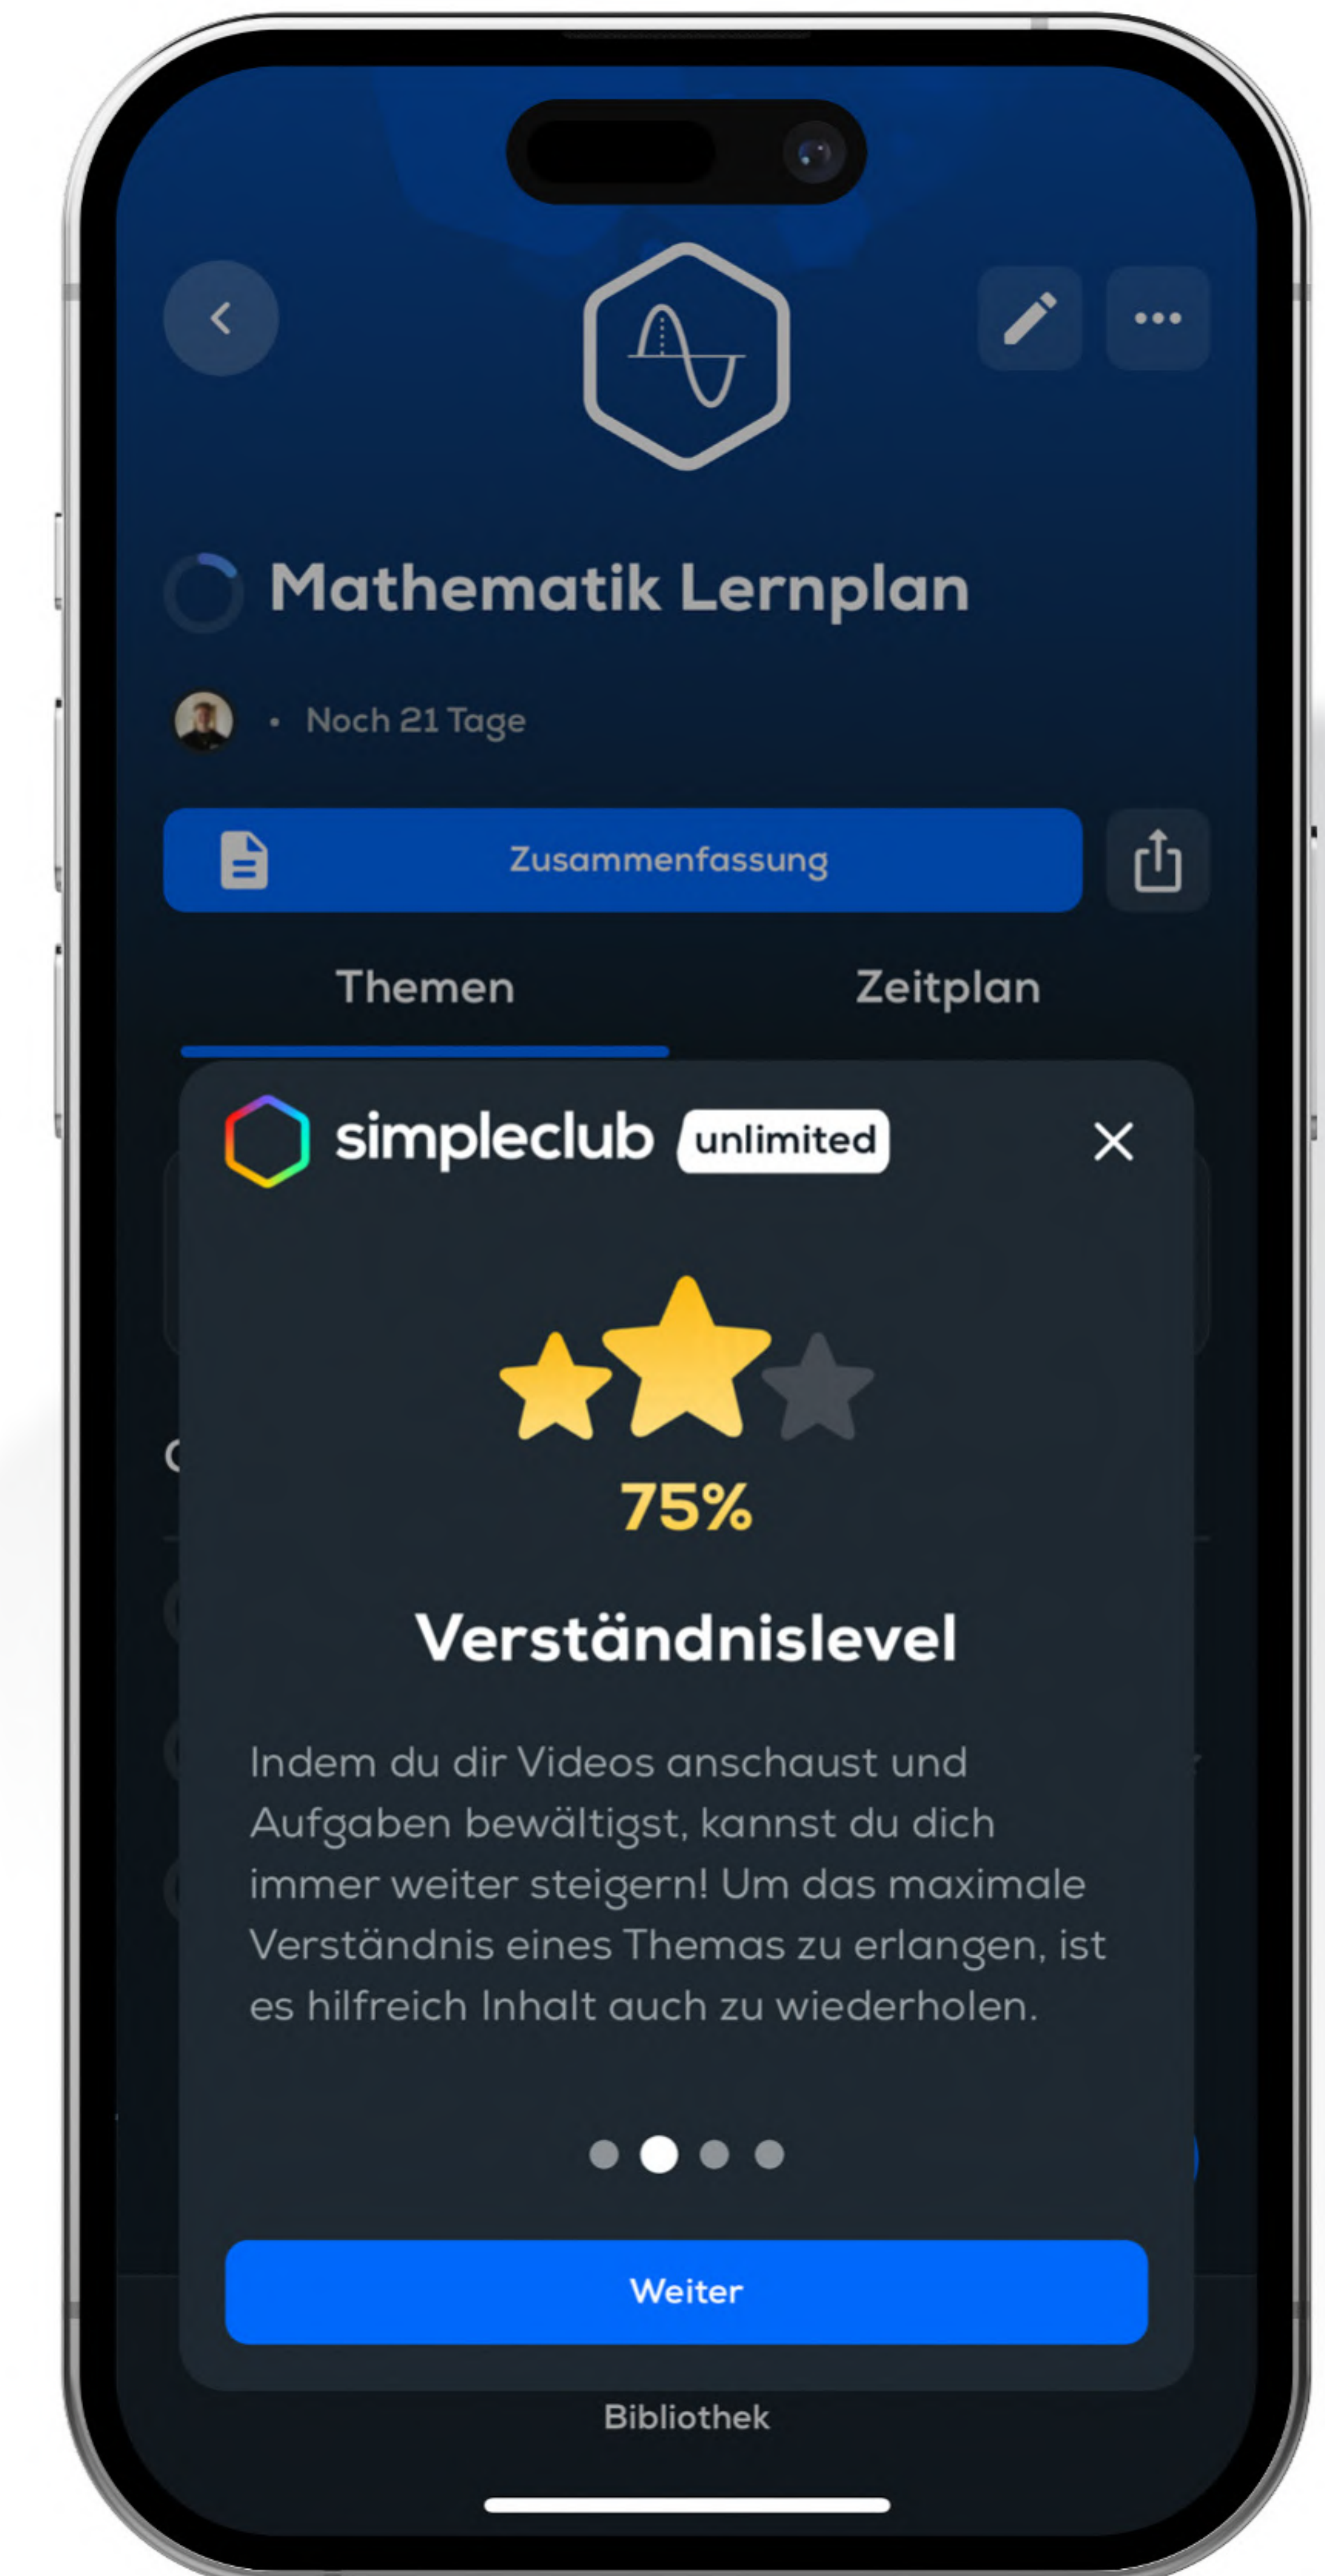 Mathematik Lernplan
• Noch 21 Tage
Zusammenfassung
Themen
Zeitplan
simpleclub unlimited
75%
Verständnislevel
Indem du dir Videos anschaust und
Aufgaben bewältigst, kannst du dich
immer weiter steigern! Um das maximale
Verständnis eines Themas zu erlangen, ist
es hilfreich Inhalt auch zu wiederholen.
Weiter
Bibliothek